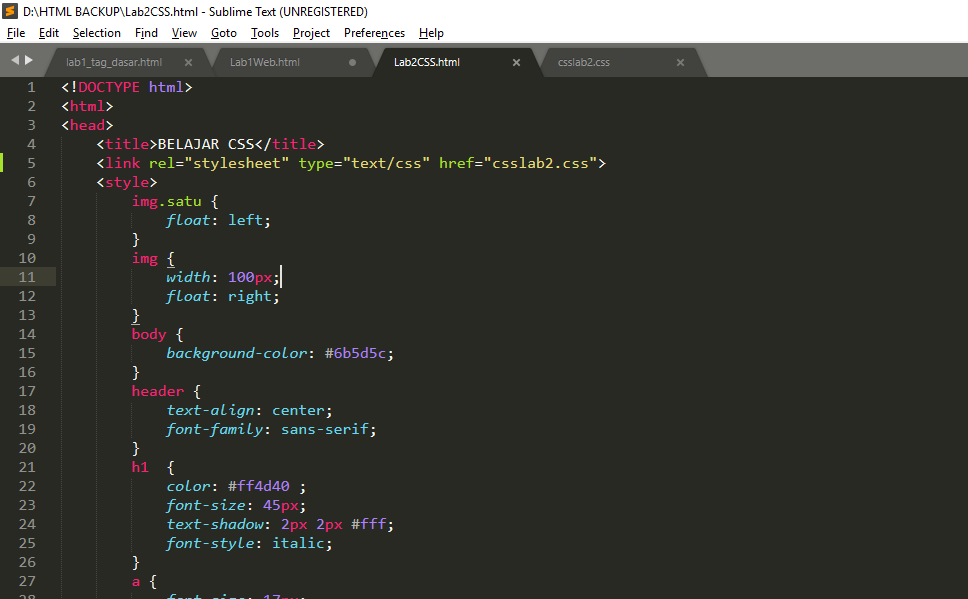 D:\HTML BACKUP\Lab2CSS.html - Sublime Text (UNREGISTERED)
File Edit Selection Find View Goto Tools Project Preferences Help
lab1_tag_dasar.html Lab1Web.html Lab2CSS.html csslab2.css
1 <!DOCTYPE html>
2 <html>
3 <head>
4 <title>BELAJAR CSS</title>
5 <link rel="stylesheet" type="text/css" href="csslab2.css">
6 <style>
7 img.satu {
8 float: left;
9 }
10 img {
11 width: 100px;
12 float: right;
13 }
14 body {
15 background-color: #6b5d5c;
16 }
17 header {
18 text-align: center;
19 font-family: sans-serif;
20 }
21 h1  {
22 color: #ff4d40 ;
23 font-size: 45px;
24 text-shadow: 2px 2px #fff;
25 font-style: italic;
26 }
27 a {
28 font-size: 17px;